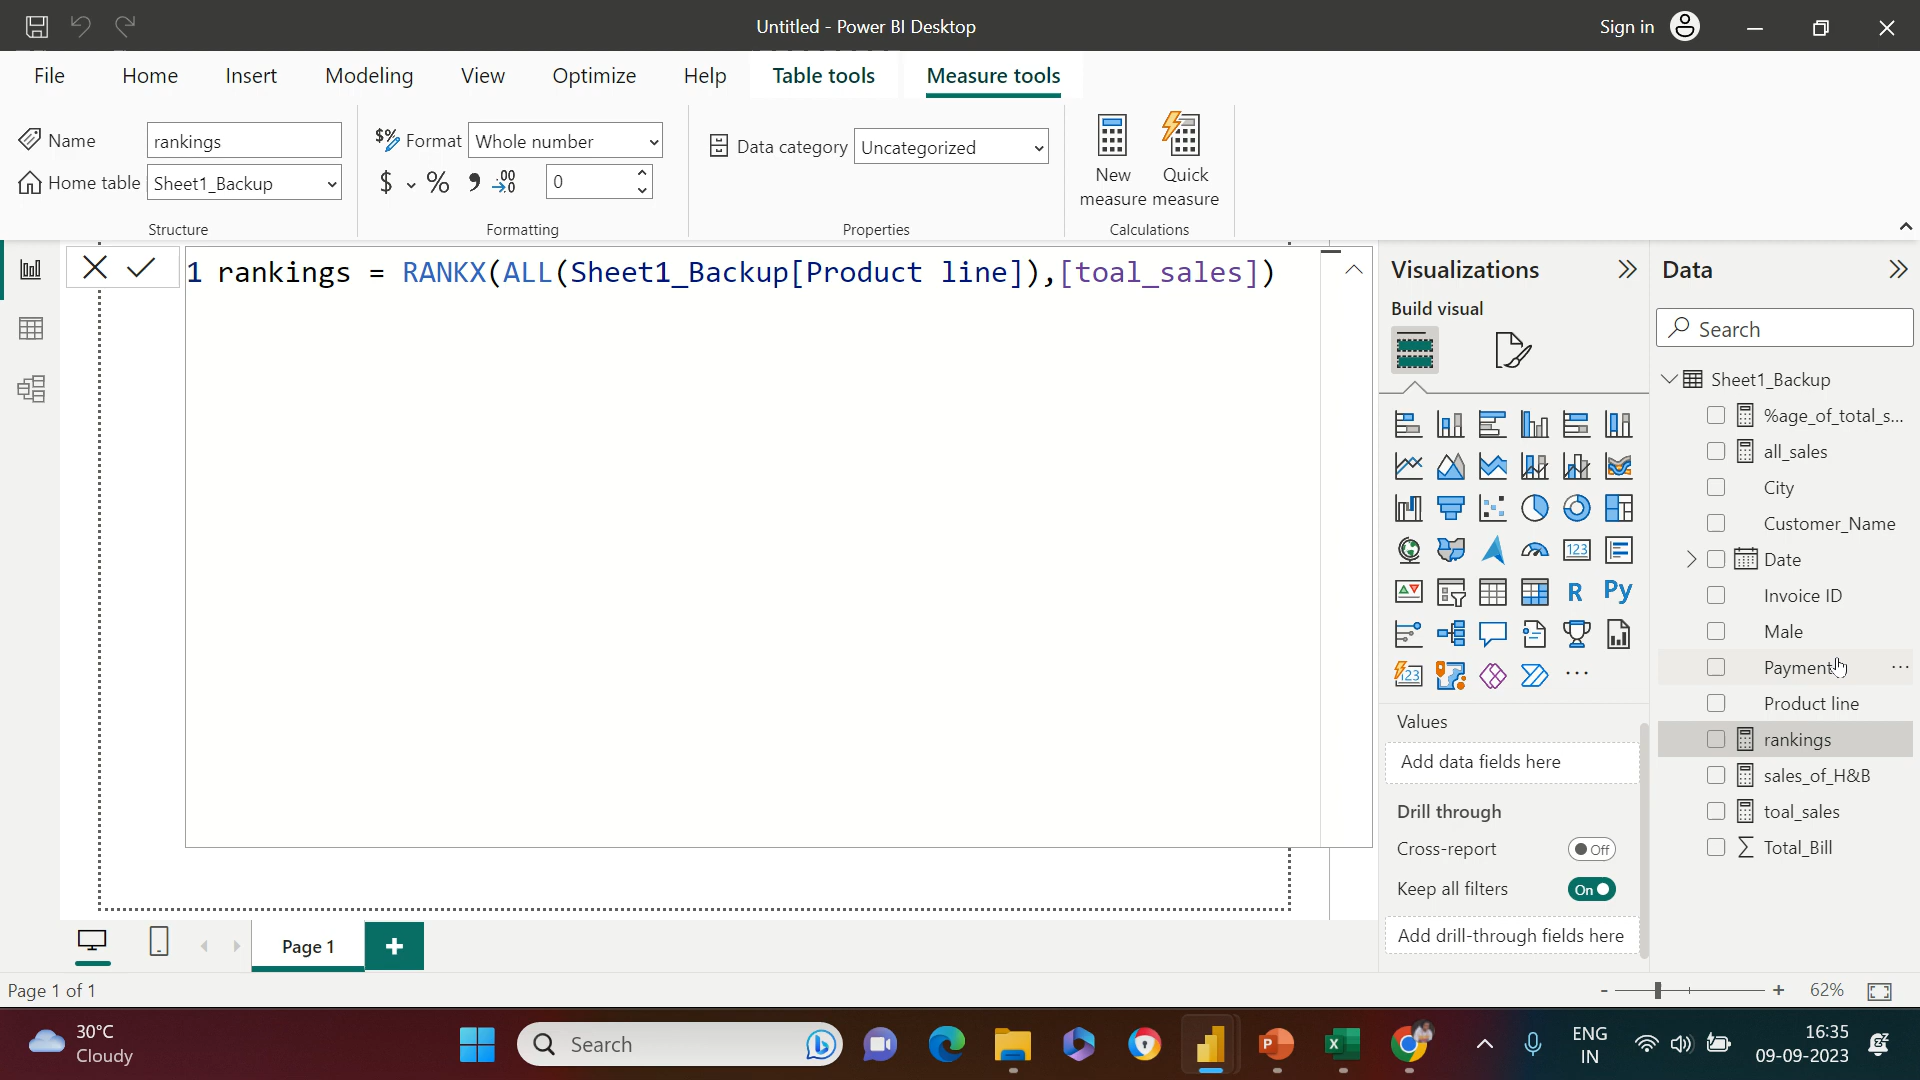 Untitled - Power BI Desktop
Sign in
File
Home
Insert
Modeling
View
Optimize
Help
Table tools
Measure tools
Name
rankings
Home table
Sheet1_Backup
Structure
$% Format
Whole number
$
%
,
.00
0
Formatting
Data category
Uncategorized
Properties
New measure
Quick measure
Calculations
1 rankings = RANKX(ALL(Sheet1_Backup[Product line]),[toal_sales])
Visualizations
Build visual
123
R
Py
123
...
Values
Add data fields here
Drill through
Cross-report
Off
Keep all filters
On
Add drill-through fields here
Data
Search
Sheet1_Backup
%age_of_total_s...
all_sales
City
Customer_Name
Date
Invoice ID
Male
Payment
...
Product line
rankings
sales_of_H&B
toal_sales
Total_Bill
Page 1
+
Page 1 of 1
- + 62%
30°C
Cloudy
Search
P
X
ENG
IN
16:35
09-09-2023